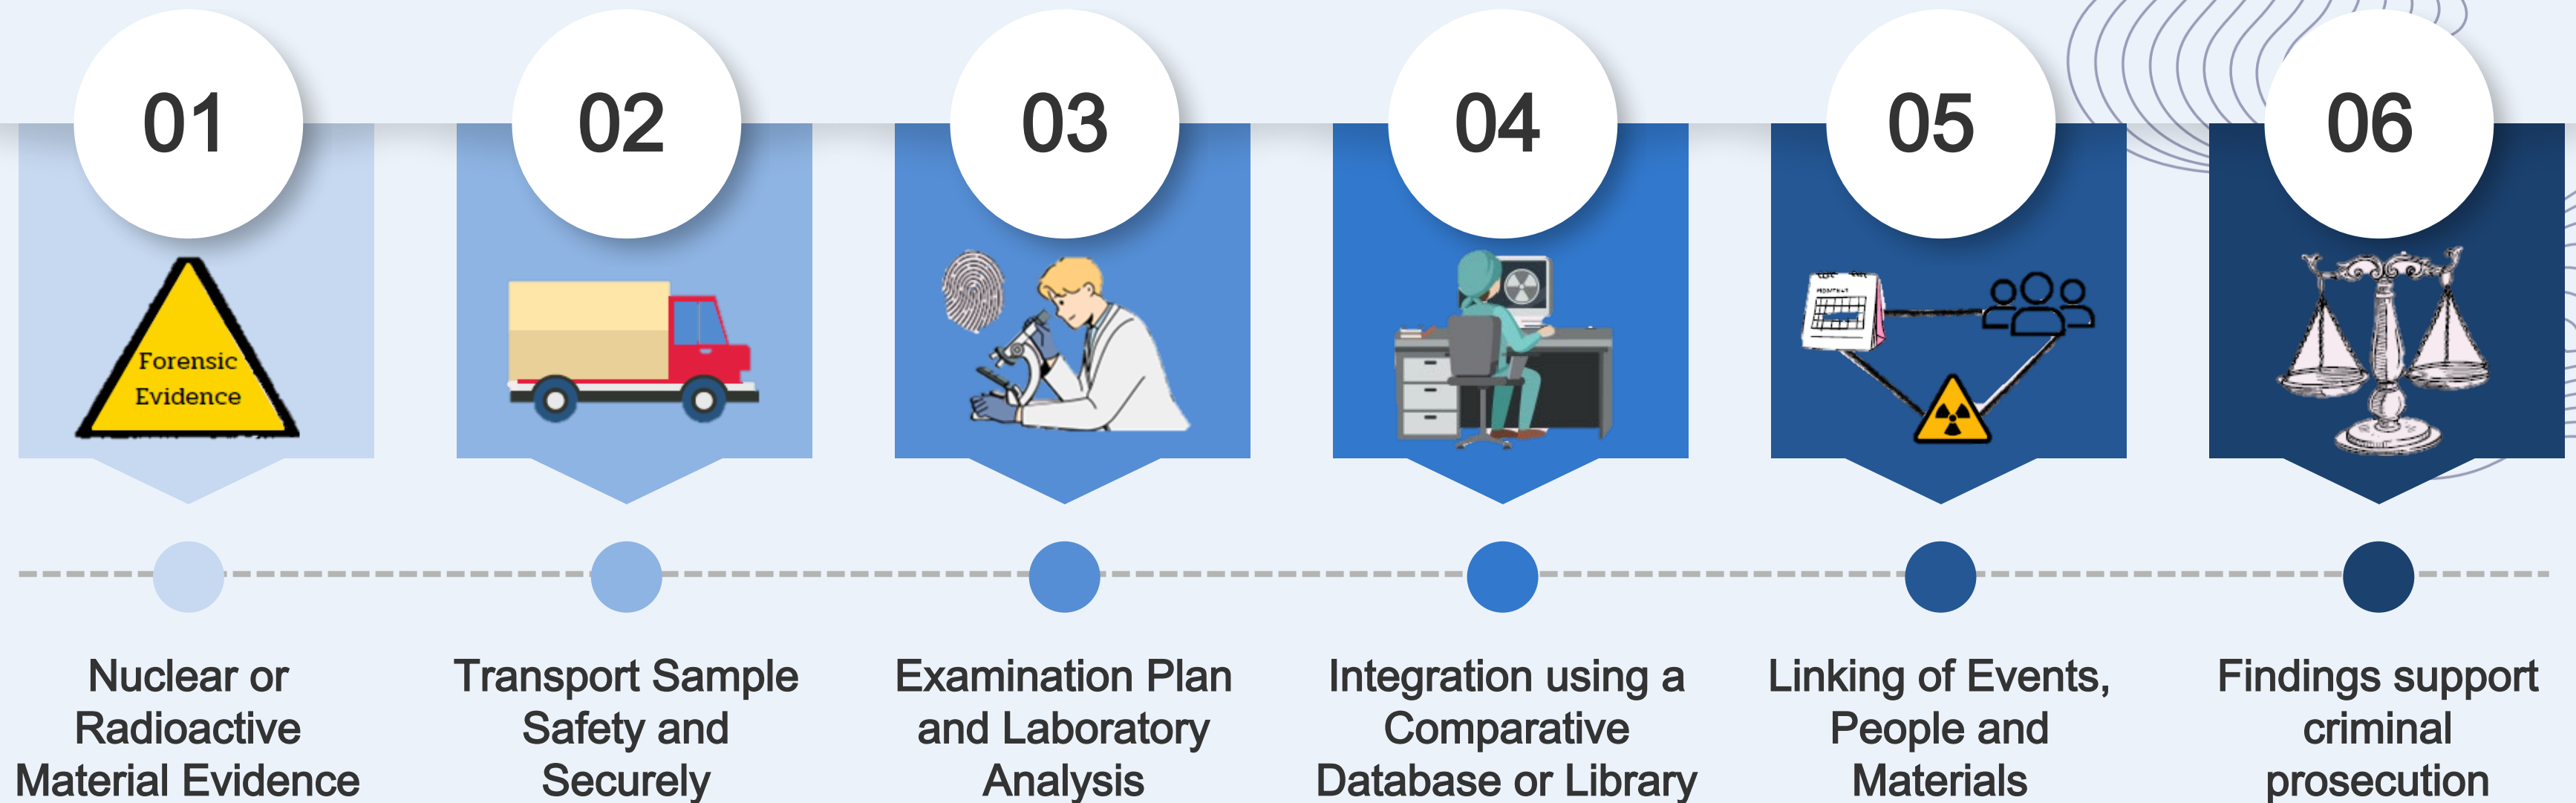 01
02
03
04
05
06
Forensic
Evidence
Nuclear or
Radioactive
Material Evidence
Transport Sample
Safety and
Securely
Examination Plan
and Laboratory
Analysis
Integration using a
Comparative
Database or Library
Linking of Events,
People and
Materials
Findings support
criminal
prosecution